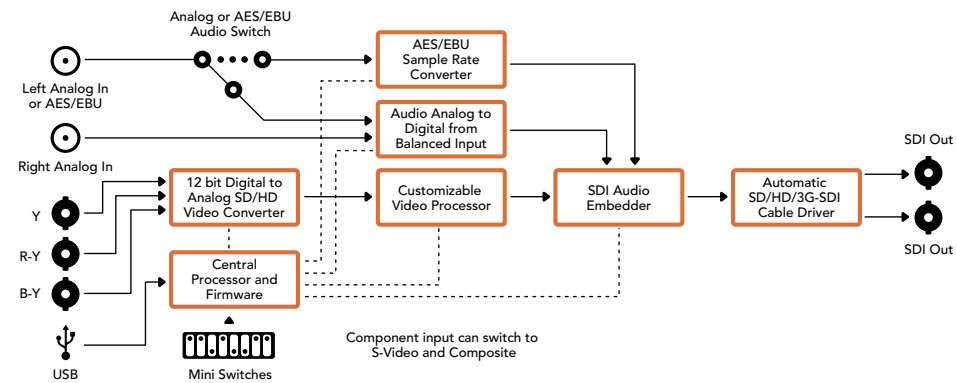 Analog or AES/EBU
Audio Switch
Left Analog In
or AES/EBU
Right Analog In
AES/EBU
Sample Rate
Converter
Audio Analog to
Digital from
Balanced Input
Y
R-Y
B-Y
USB
12 bit Digital to
Analog SD/HD
Video Converter
Customizable
Video Processor
SDI Audio
Embedder
Automatic
SD/HD/3G-SDI
Cable Driver
SDI Out
SDI Out
Central
Processor and
Firmware
Mini Switches
Component input can switch to
S-Video and Composite